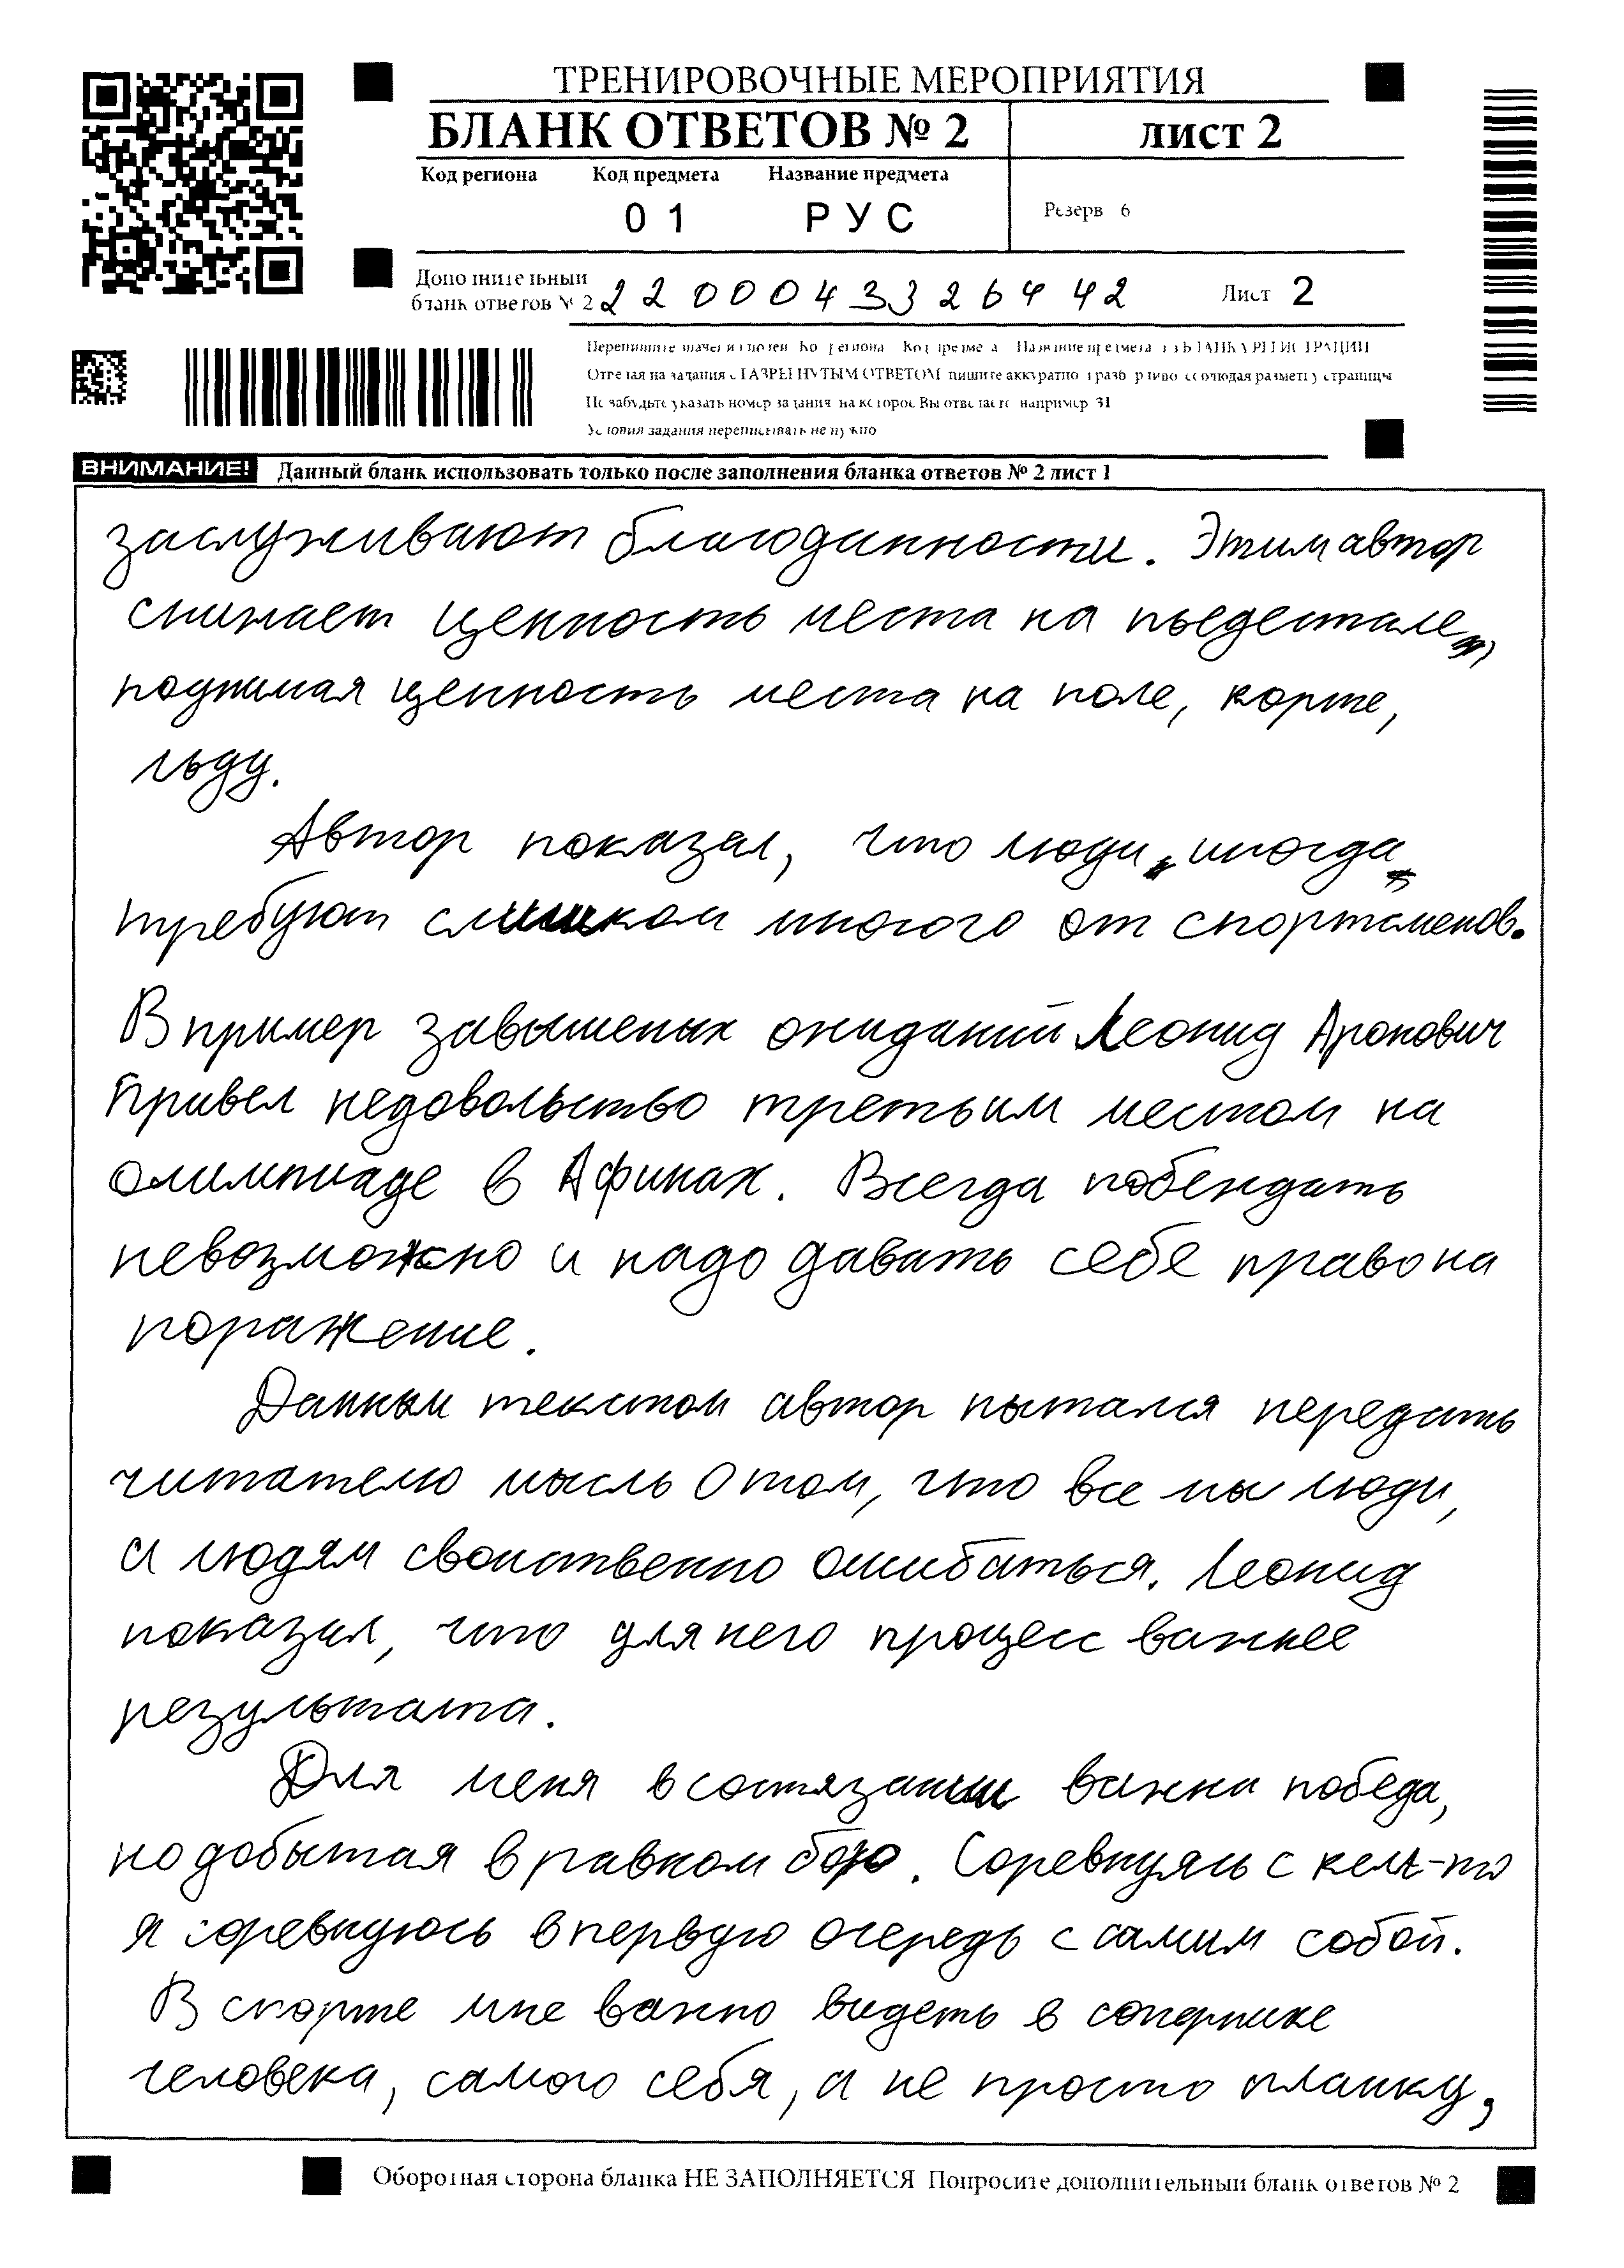 ТРЕНИРОВОЧНЫЕ МЕРОПРИЯТИЯ
БЛАНК ОТВЕТОВ № 2
ЛИСТ 2
Код региона Код предмета Название предмета
01 РУС
Резерв 6
Дополнительный
бланк ответов № 2 2200043326442 Лист 2
Перепишите значения полей Код региона Код предмета Название предмета из БЛАНКА РЕГИСТРАЦИИ
Отвечая на задания с РАЗВЕРНУТЫМ ОТВЕТОМ пишите аккуратно и разборчиво соблюдая разметку страницы
Не забудьте указать номер задания на которое Вы отвечаете например 31
Условия задания переписывать не нужно
ВНИМАНИЕ! Данный бланк использовать только после заполнения бланка ответов № 2 лист 1
заслуживают благоданности. Этим автор
снижает ценность места на пьедестале,
поднимая ценность места на поле, корте,
льду.
Автор показал, что люди иногда
требуют слишком многого от спортсменов.
В пример завышеных ожиданий Леонид Аронович
привел недовольство третьим местом на
олимпиаде в Афинах. Всегда побеждать
невозможно и надо давать себе право на
поражение.
Данным текстом автор пытался передать
читателю мысль о том, что все мы люди,
а людям свойственно ошибаться. Леонид
показал, что для него процесс важнее
результата.
Для меня в состязании важна победа,
но добытая в равном бою. Соревнуясь с кем-то
я соревнуюсь в первую очередь с самим собой.
В спорте мне важно видеть в сопернике
человека, самого себя, а не просто планку,
Оборотная сторона бланка НЕ ЗАПОЛНЯЕТСЯ Попросите дополнительный бланк ответов № 2